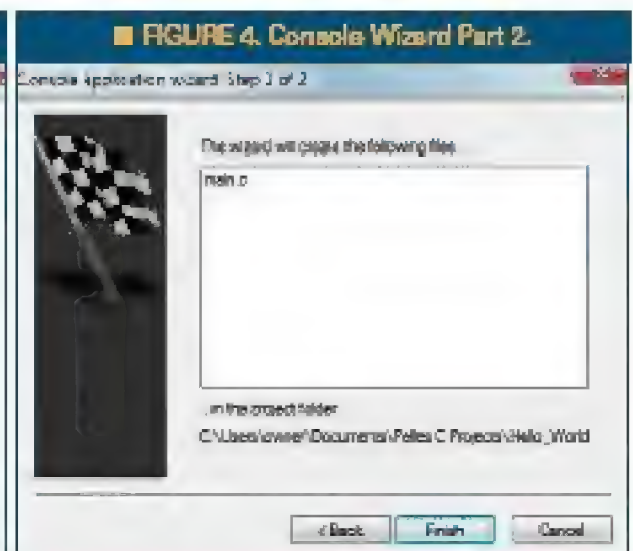 ■ FIGURE 4. Console Wizard Part 2.
Console application wizard Step 2 of 2
The wizard will create the following files
main.c
...in the project folder
C:\Users\owner\Documents\Pelles C Projects\Hello_World
< Back
Finish
Cancel